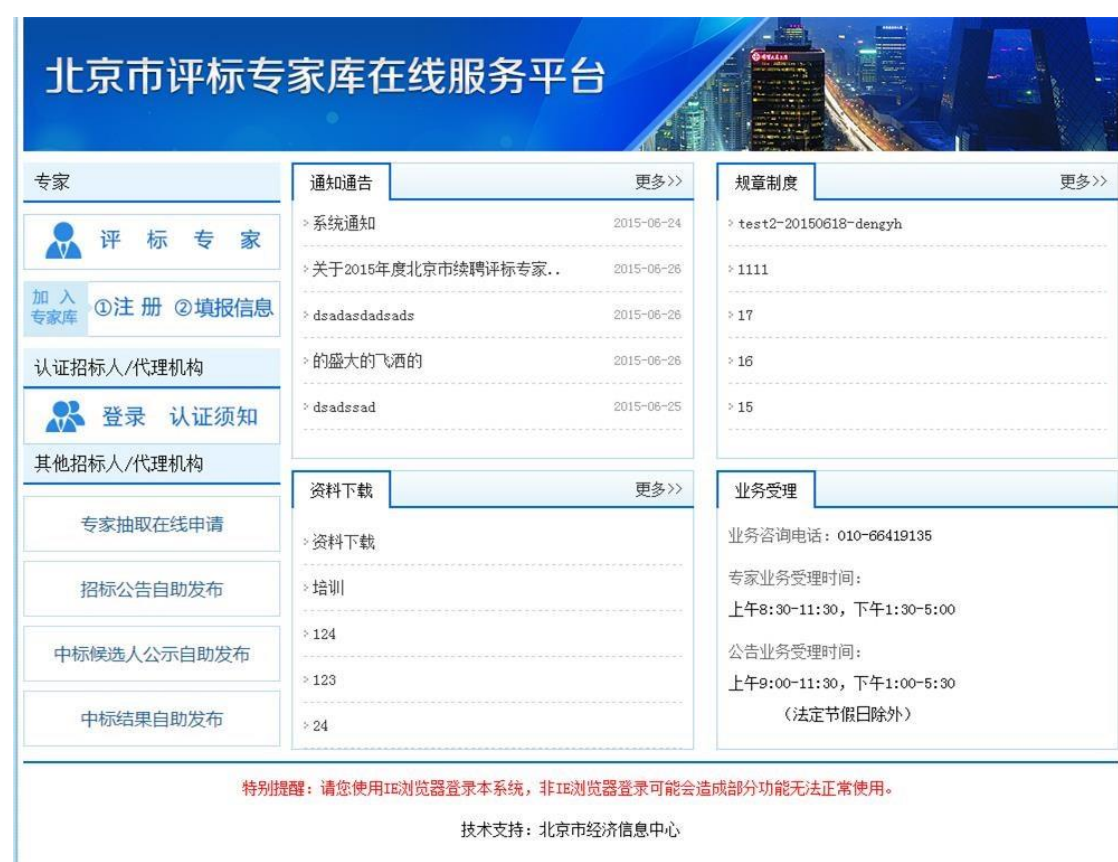 北京市评标专家库在线服务平台
专家
评标专家
加入
专家库
①注册 ②填报信息
认证招标人/代理机构
登录 认证须知
其他招标人/代理机构
专家抽取在线申请
招标公告自助发布
中标候选人公示自助发布
中标结果自助发布
通知通告 更多>>
系统通知 2015-06-24
关于2015年度北京市续聘评标专家.. 2015-06-26
dsadasdadsads 2015-06-26
的盛大的飞洒的 2015-06-26
dsadssad 2015-06-25
规章制度 更多>>
test2-20150618-dengyh
1111
17
16
15
资料下载 更多>>
资料下载
培训
124
123
24
业务受理
业务咨询电话：010-66419135
专家业务受理时间：
上午8:30-11:30，下午1:30-5:00
公告业务受理时间：
上午9:00-11:30，下午1:00-5:30
（法定节假日除外）
特别提醒：请您使用IE浏览器登录本系统，非IE浏览器登录可能会造成部分功能无法正常使用。
技术支持：北京市经济信息中心